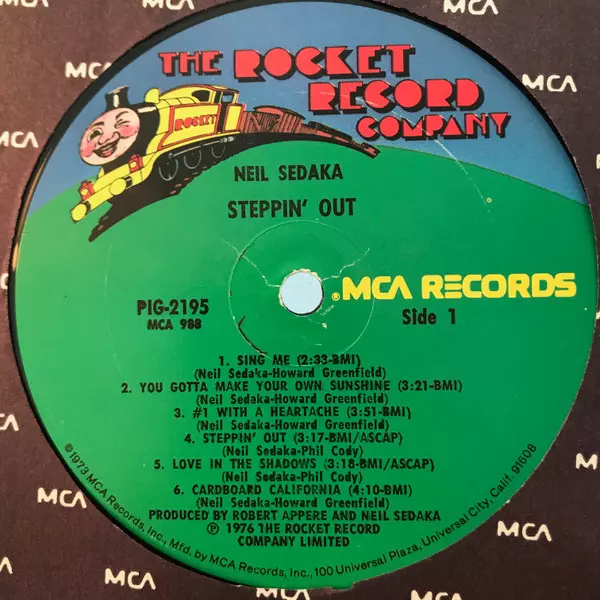 MCA
MCA
MCA
THE ROCKET
RECORD
COMPANY
ROCKET
NEIL SEDAKA
STEPPIN' OUT
MCA RECORDS
PIG-2195
MCA 988
Side 1
1. SING ME (2:33-BMI)
(Neil Sedaka-Howard Greenfield)
2. YOU GOTTA MAKE YOUR OWN SUNSHINE (3:21-BMI)
(Neil Sedaka-Howard Greenfield)
3. #1 WITH A HEARTACHE (3:51-BMI)
(Neil Sedaka-Howard Greenfield)
4. STEPPIN' OUT (3:17-BMI/ASCAP)
(Neil Sedaka-Phil Cody)
5. LOVE IN THE SHADOWS (3:18-BMI/ASCAP)
(Neil Sedaka-Phil Cody)
6. CARDBOARD CALIFORNIA (4:10-BMI)
(Neil Sedaka-Howard Greenfield)
PRODUCED BY ROBERT APPERE AND NEIL SEDAKA
℗ 1976 THE ROCKET RECORD
COMPANY LIMITED
©1973 MCA Records, Inc., Mfd. by MCA Records, Inc., 100 Universal Plaza, Universal City, Calif. 91608
MCA
MCA
MCA
MCA